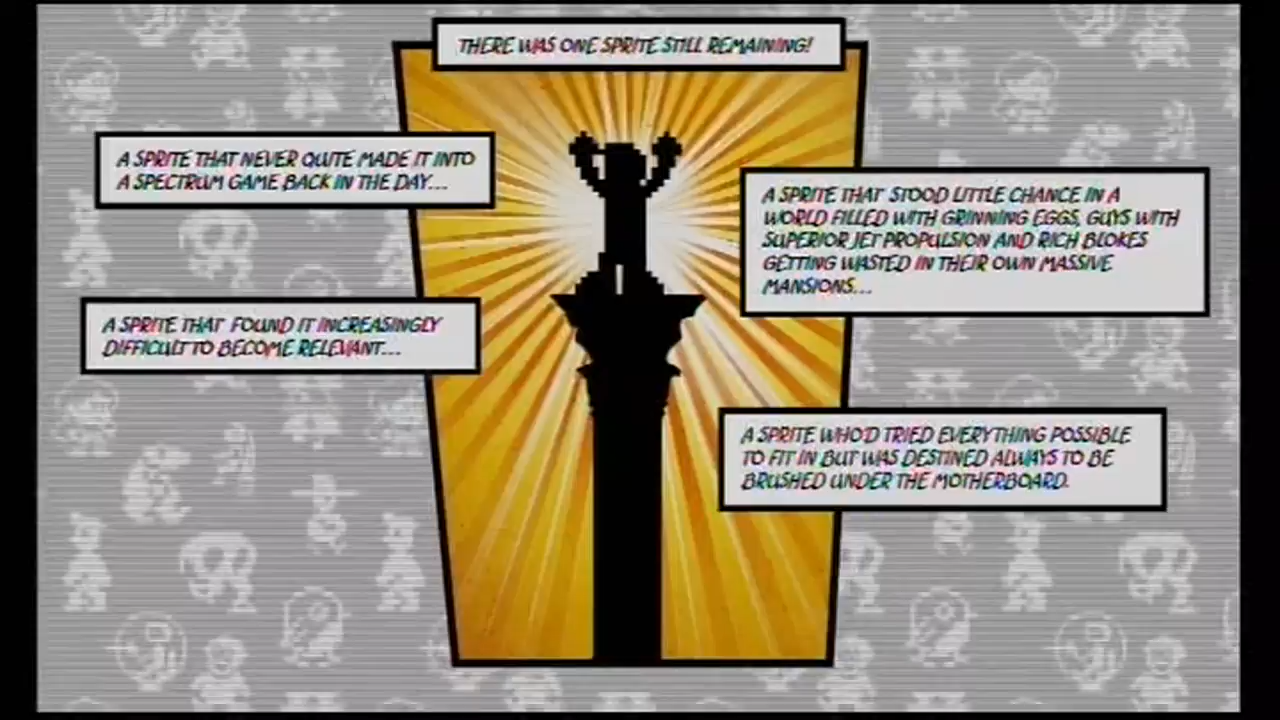 THERE WAS ONE SPRITE STILL REMAINING!
A SPRITE THAT NEVER QUITE MADE IT INTO
A SPECTRUM GAME BACK IN THE DAY...
A SPRITE THAT STOOD LITTLE CHANCE IN A
WORLD FILLED WITH GRINNING EGGS, GUYS WITH
SUPERIOR JET PROPULSION AND RICH BLOKES
GETTING WASTED IN THEIR OWN MASSIVE
MANSIONS...
A SPRITE THAT FOUND IT INCREASINGLY
DIFFICULT TO BECOME RELEVANT...
A SPRITE WHO'D TRIED EVERYTHING POSSIBLE
TO FIT IN BUT WAS DESTINED ALWAYS TO BE
BRUSHED UNDER THE MOTHERBOARD.